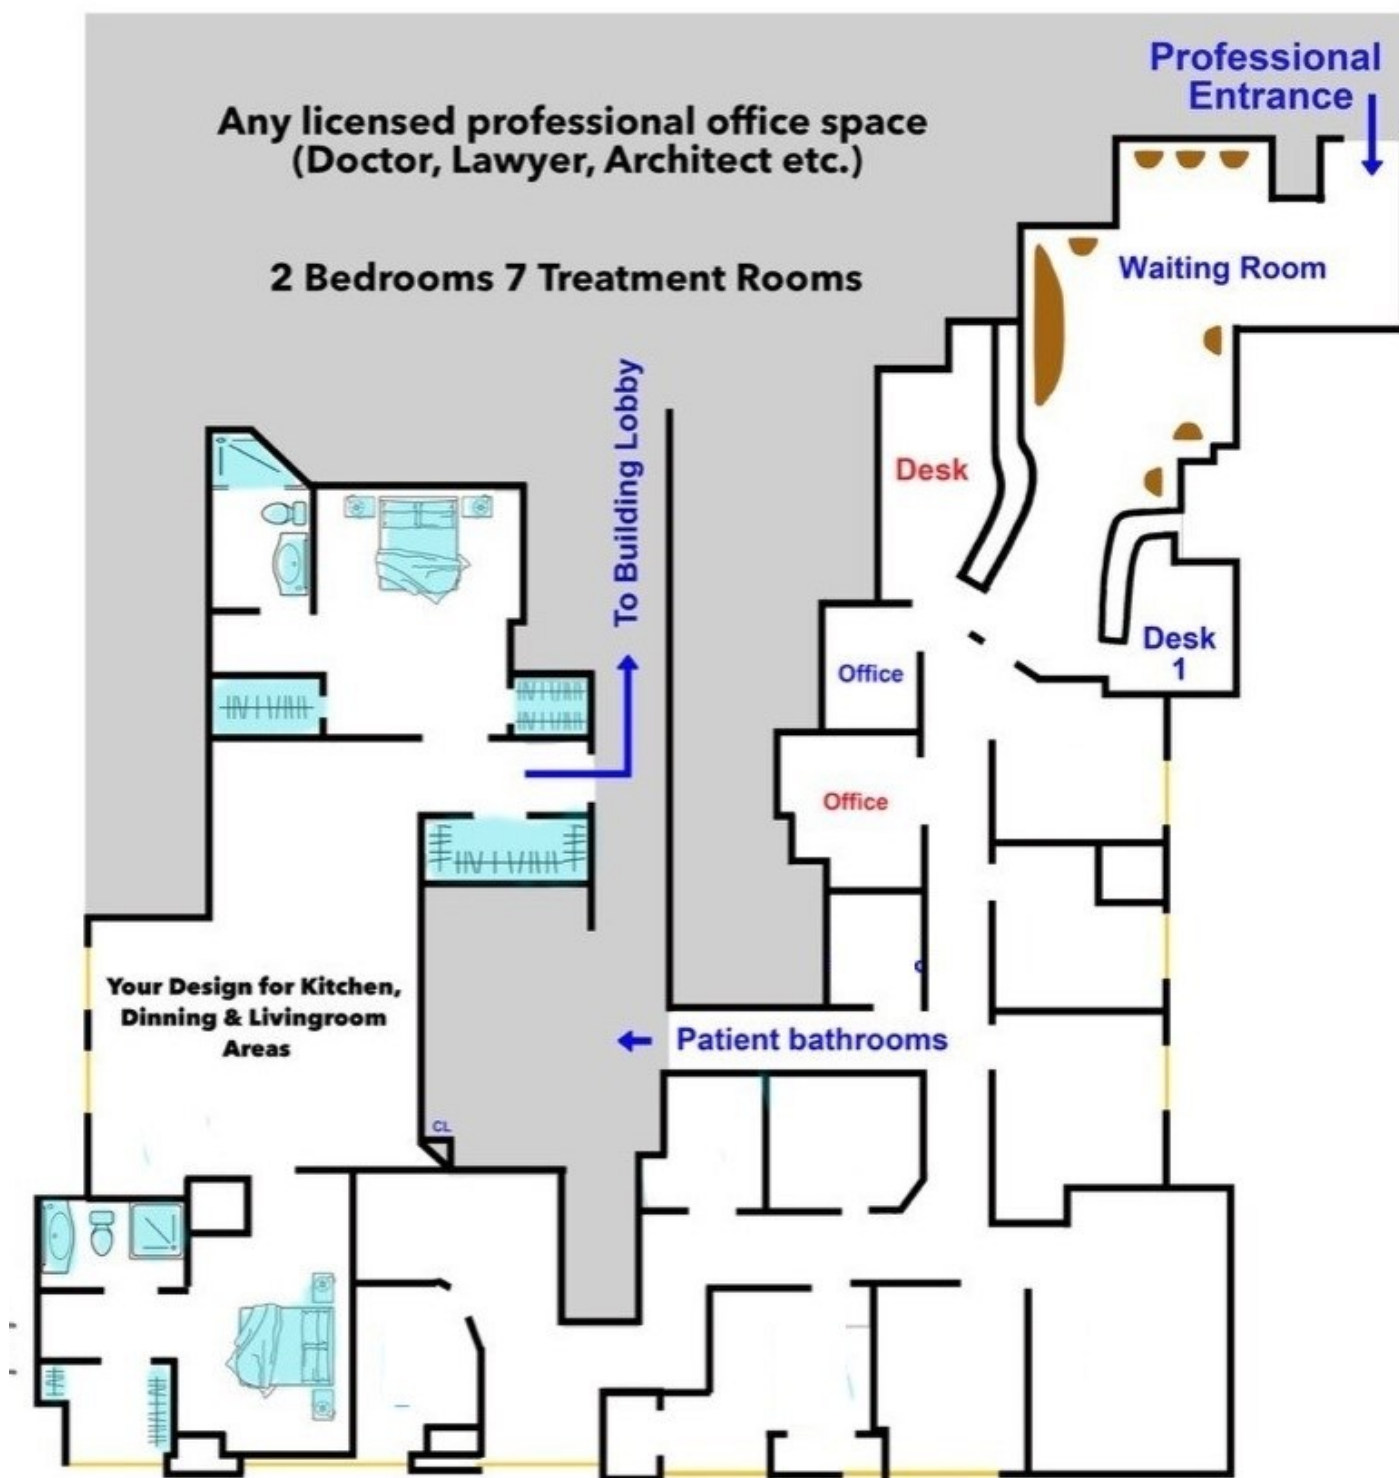 Professional
Entrance
Any licensed professional office space
(Doctor, Lawyer, Architect etc.)
2 Bedrooms 7 Treatment Rooms
Waiting Room
To Building Lobby
Desk
Desk
1
Office
Office
Your Design for Kitchen,
Dinning & Livingroom
Areas
Patient bathrooms
CL